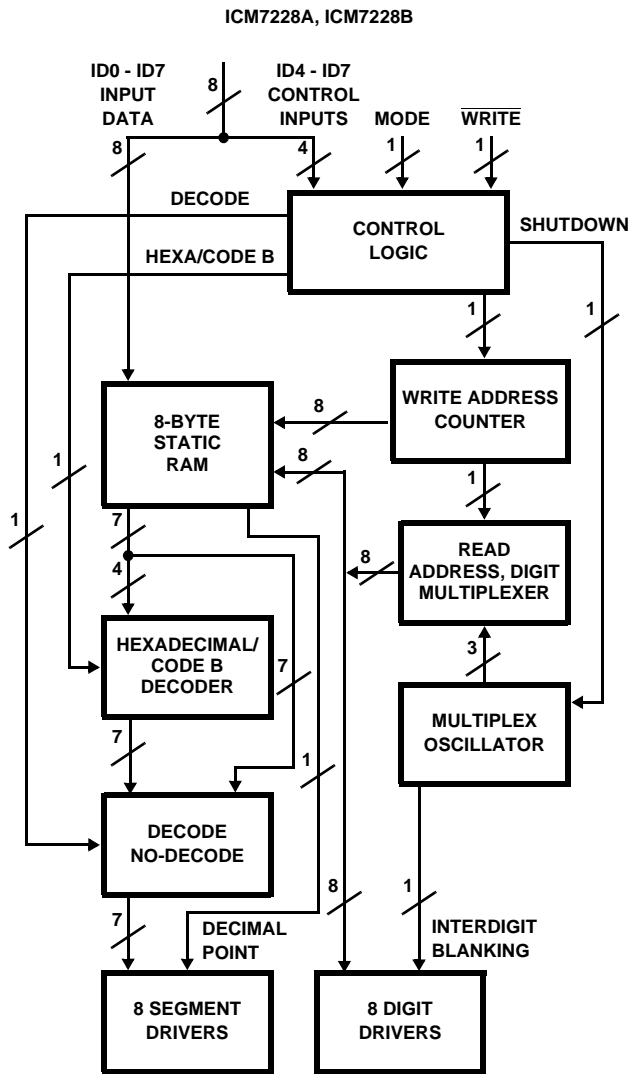 ICM7228A, ICM7228B
ID0 - ID7
INPUT
DATA
8
ID4 - ID7
CONTROL
INPUTS
MODE
WRITE
8
4
1
1
DECODE
CONTROL
LOGIC
SHUTDOWN
HEXA/CODE B
1
1
8-BYTE
STATIC
RAM
8
WRITE ADDRESS
COUNTER
8
1
1
1
7
4
8
READ
ADDRESS, DIGIT
MULTIPLEXER
HEXADECIMAL/
CODE B
DECODER
7
3
MULTIPLEX
OSCILLATOR
7
1
DECODE
NO-DECODE
8
1
7
DECIMAL
POINT
INTERDIGIT
BLANKING
8 SEGMENT
DRIVERS
8 DIGIT
DRIVERS